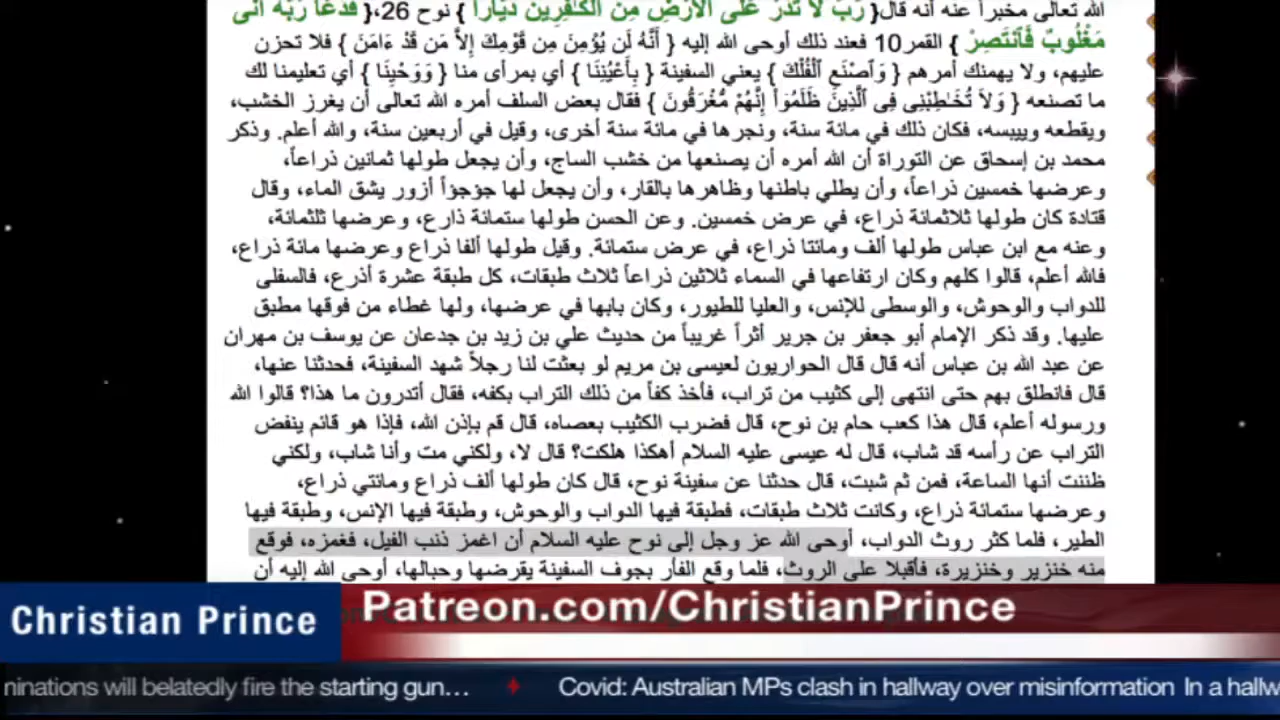 الله تعالى مخبراً عنه أنه قال{ رَّبِّ لاَ تَذَرْ عَلَى ٱلأَرْضِ مِنَ ٱلْكَـٰفِرِينَ دَيَّاراً } نوح 26،{ فَدَعَا رَبَّهُ أَنِّى
مَغْلُوبٌ فَٱنتَصِرْ } القمر10 فعند ذلك أوحى الله إليه { أَنَّهُ لَن يُؤْمِنَ مِن قَوْمِكَ إِلاَّ مَن قَدْ ءَامَنَ } فلا تحزن
عليهم، ولا يهمنك أمرهم { وَٱصْنَعِ ٱلْفُلْكَ } يعني السفينة { بِأَعْيُنِنَا } أي بمرأى منا { وَوَحْيِنَا } أي تعليمنا لك
ما تصنعه { وَلاَ تُخَـٰطِبْنِى فِى ٱلَّذِينَ ظَلَمُوۤاْ إِنَّهُمْ مُّغْرَقُونَ } فقال بعض السلف أمره الله تعالى أن يغرز الخشب،
ويقطعه وييبسه، فكان ذلك في مائة سنة، ونجرها في مائة سنة أخرى، وقيل في أربعين سنة، والله أعلم. وذكر
محمد بن إسحاق عن التوراة أن الله أمره أن يصنعها من خشب الساج، وأن يجعل طولها ثمانين ذراعاً،
وعرضها خمسين ذراعاً، وأن يطلي باطنها وظاهرها بالقار، وأن يجعل لها جؤجؤاً أزور يشق الماء، وقال
قتادة كان طولها ثلاثمائة ذراع، في عرض خمسين. وعن الحسن طولها ستمائة ذارع، وعرضها ثلثمائة،
وعنه مع ابن عباس طولها ألف ومائتا ذراع، في عرض ستمائة. وقيل طولها ألفا ذراع وعرضها مائة ذراع،
فالله أعلم، قالوا كلهم وكان ارتفاعها في السماء ثلاثين ذراعاً ثلاث طبقات، كل طبقة عشرة أذرع، فالسفلى
للدواب والوحوش، والوسطى للإنس، والعليا للطيور، وكان بابها في عرضها، ولها غطاء من فوقها مطبق
عليها. وقد ذكر الإمام أبو جعفر بن جرير أثراً غريباً من حديث علي بن زيد بن جدعان عن يوسف بن مهران
عن عبد الله بن عباس أنه قال قال الحواريون لعيسى بن مريم لو بعثت لنا رجلاً شهد السفينة، فحدثنا عنها،
قال فانطلق بهم حتى انتهى إلى كثيب من تراب، فأخذ كفاً من ذلك التراب بكفه، فقال أتدرون ما هذا؟ قالوا الله
ورسوله أعلم، قال هذا كعب حام بن نوح، قال فضرب الكثيب بعصاه، قال قم بإذن الله، فإذا هو قائم ينفض
التراب عن رأسه قد شاب، قال له عيسى عليه السلام أهكذا هلكت؟ قال لا، ولكني مت وأنا شاب، ولكني
ظننت أنها الساعة، فمن ثم شبت، قال حدثنا عن سفينة نوح، قال كان طولها ألف ذراع ومائتي ذراع،
وعرضها ستمائة ذراع، وكانت ثلاث طبقات، فطبقة فيها الدواب والوحوش، وطبقة فيها الإنس، وطبقة فيها
الطير، فلما كثر روث الدواب، أوحى الله عز وجل إلى نوح عليه السلام أن اغمز ذنب الفيل، فغمزه، فوقع
منه خنزير وخنزيرة، فأقبلا على الروث، فلما وقع الفأر بجوف السفينة يقرضها وحبالها، أوحى الله إليه أن
Christian Prince
Patreon.com/ChristianPrince
ninations will belatedly fire the starting gun... Covid: Australian MPs clash in hallway over misinformation In a hallw